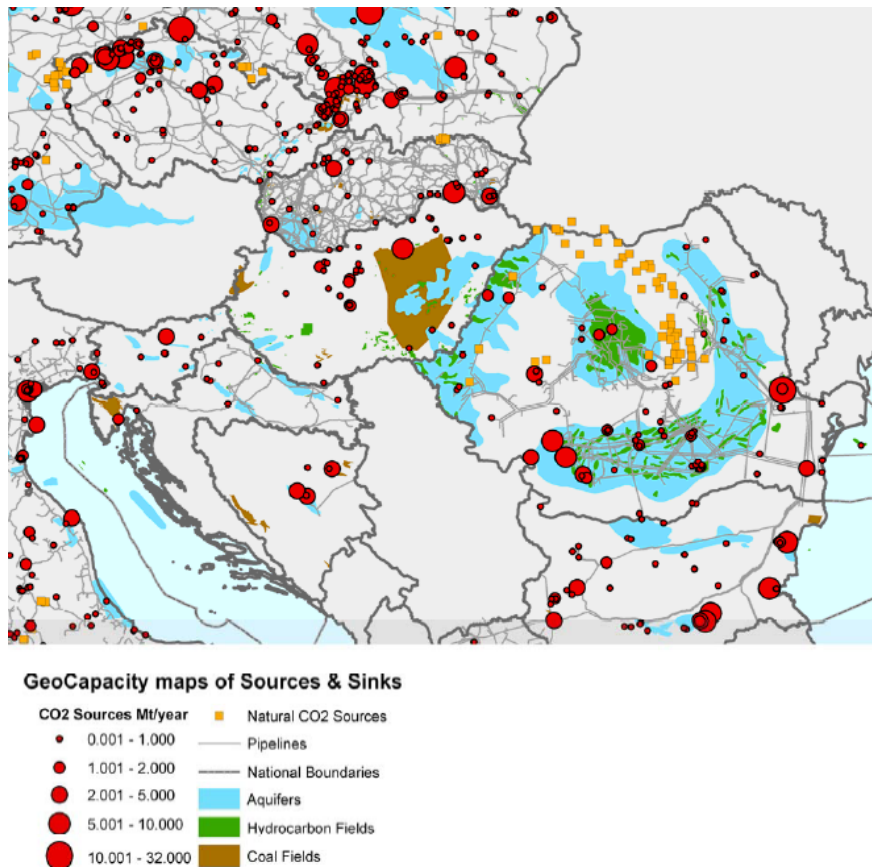 GeoCapacity maps of Sources & Sinks
CO2 Sources Mt/year
0.001 - 1.000
1.001 - 2.000
2.001 - 5.000
5.001 - 10.000
10.001 - 32.000
Natural CO2 Sources
Pipelines
National Boundaries
Aquifers
Hydrocarbon Fields
Coal Fields